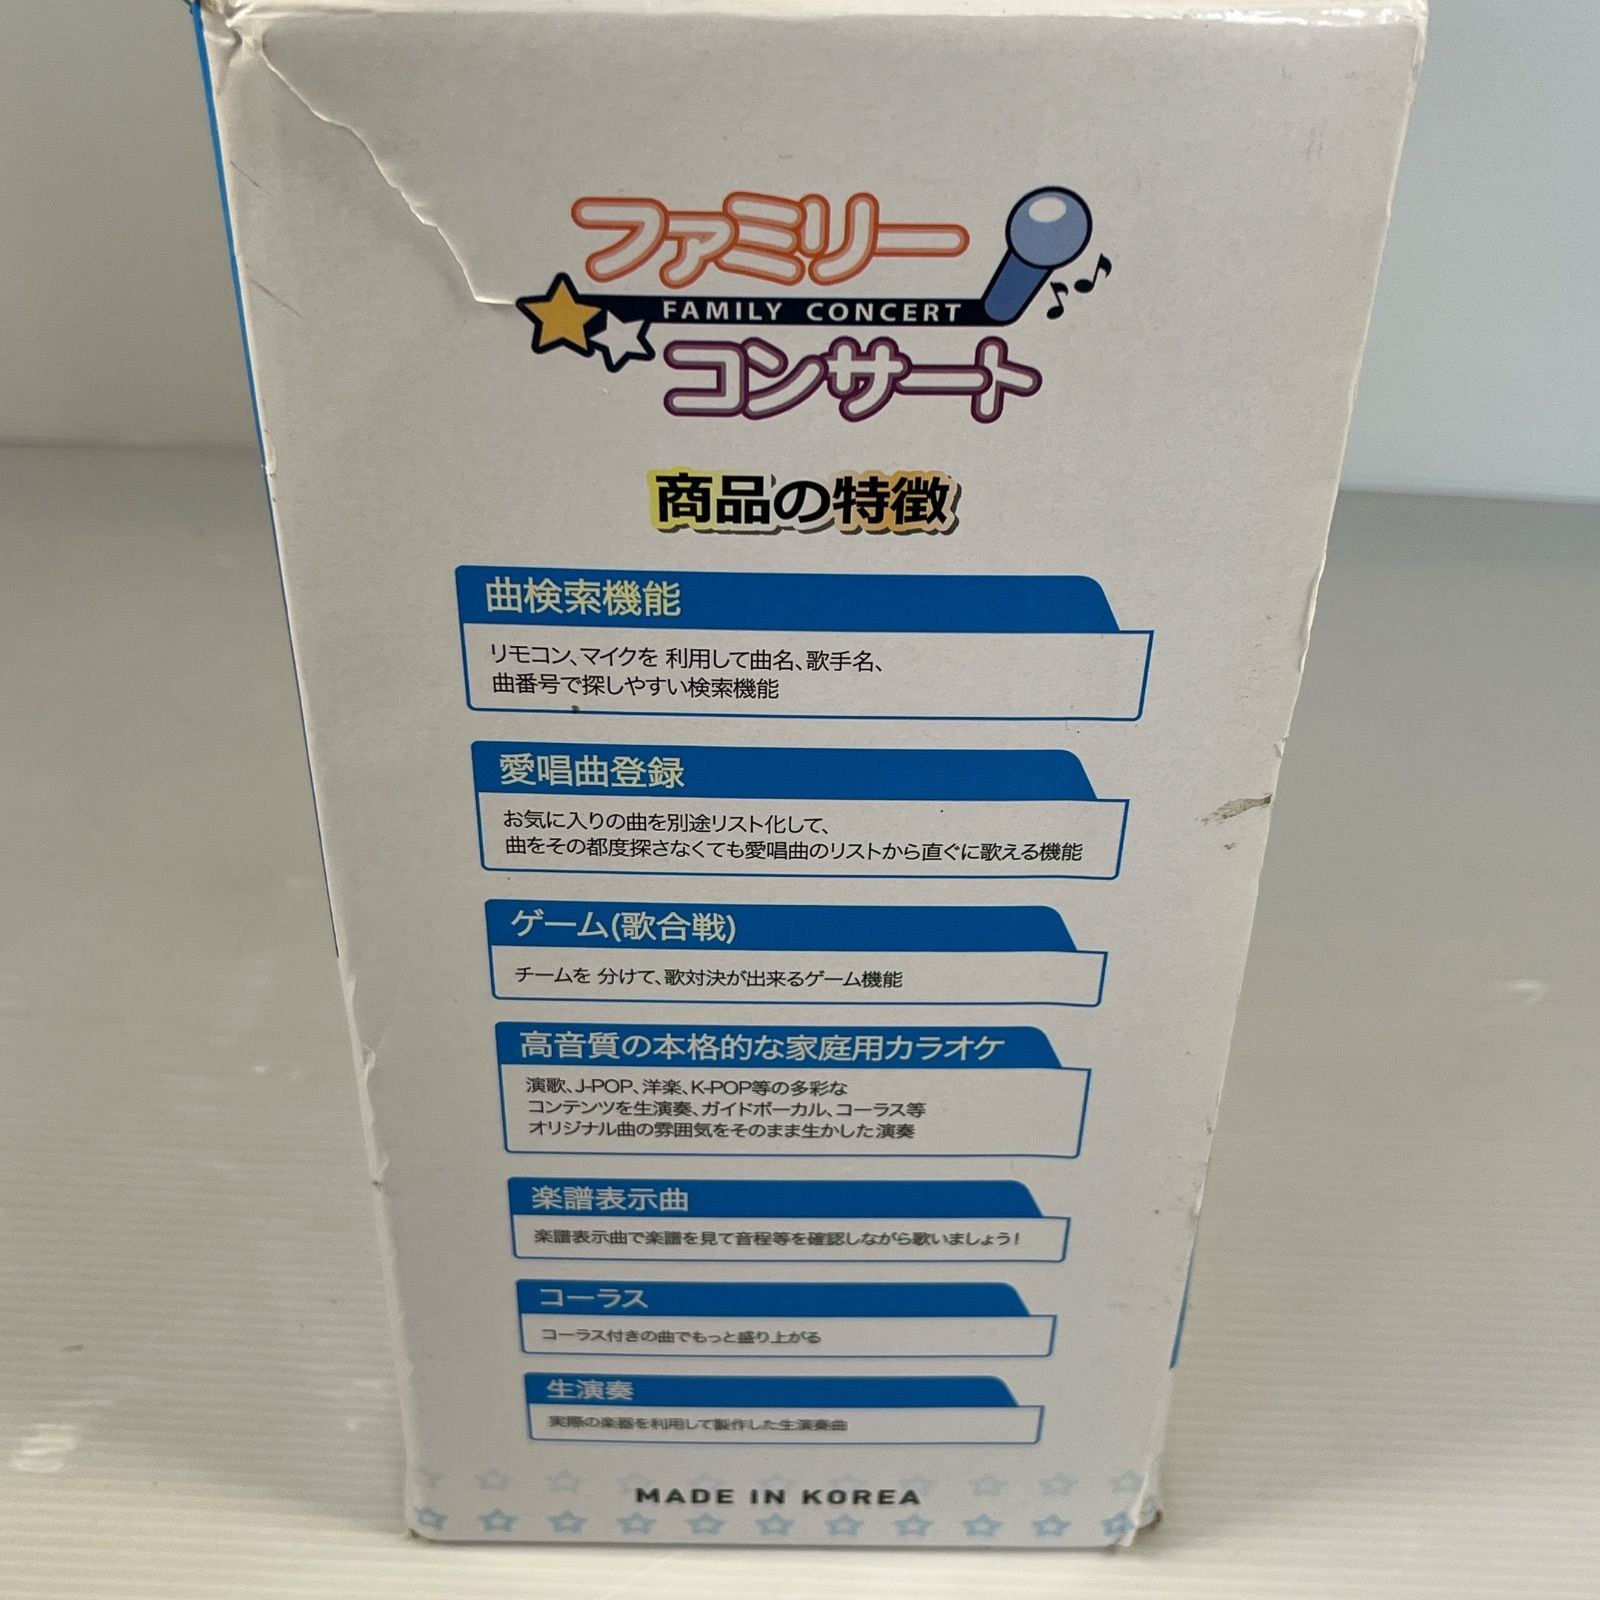 ファミリー
FAMILY CONCERT
コンサート
商品の特徴
曲検索機能
リモコン、マイクを 利用して曲名、歌手名、
曲番号で探しやすい検索機能
愛唱曲登録
お気に入りの曲を別途リスト化して、
曲をその都度探さなくても愛唱曲のリストから直ぐに歌える機能
ゲーム(歌合戦)
チームを 分けて、歌対決が出来るゲーム機能
高音質の本格的な家庭用カラオケ
演歌、J-POP、洋楽、K-POP等の多彩な
コンテンツを生演奏、ガイドボーカル、コーラス等
オリジナル曲の雰囲気をそのまま生かした演奏
楽譜表示曲
楽譜表示曲で楽譜を見て音程等を確認しながら歌いましょう!
コーラス
コーラス付きの曲でもっと盛り上がる
生演奏
実際の楽器を利用して製作した生演奏曲
MADE IN KOREA